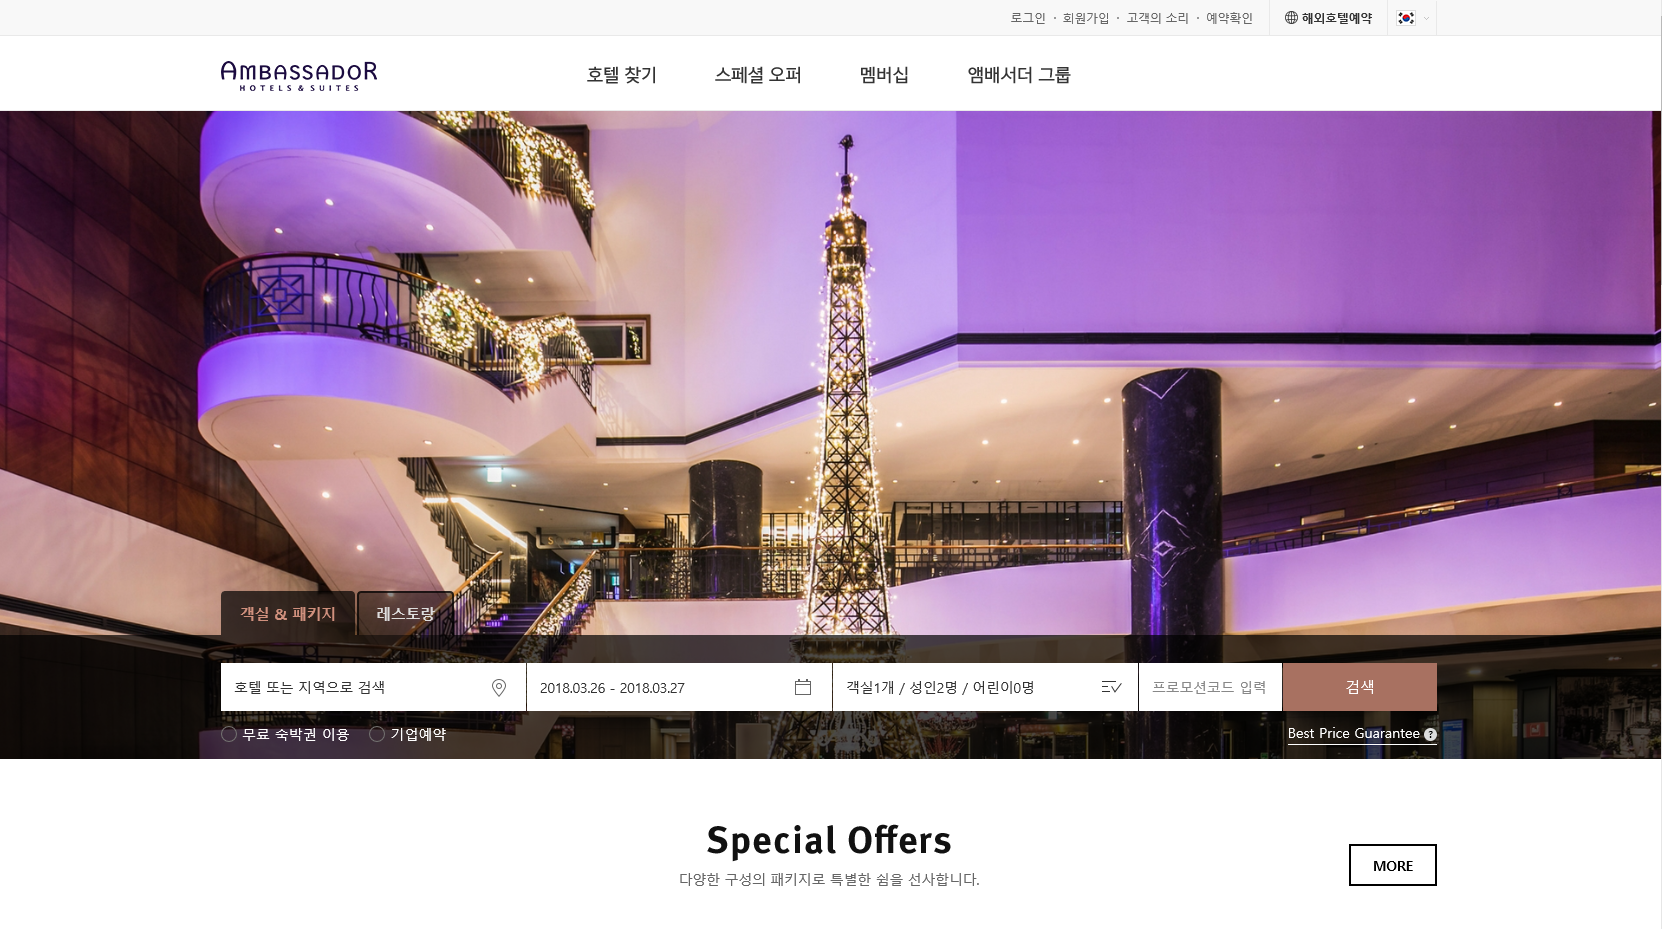 로그인 · 회원가입 · 고객의 소리 · 예약확인 해외호텔예약
AMBASSADOR
HOTELS & SUITES
호텔 찾기 스페셜 오퍼 멤버십 앰배서더 그룹
객실 & 패키지 레스토랑
호텔 또는 지역으로 검색 2018.03.26 - 2018.03.27 객실1개 / 성인2명 / 어린이0명 프로모션코드 입력 검색
무료 숙박권 이용 기업예약 Best Price Guarantee ?
Special Offers
다양한 구성의 패키지로 특별한 쉼을 선사합니다.
MORE